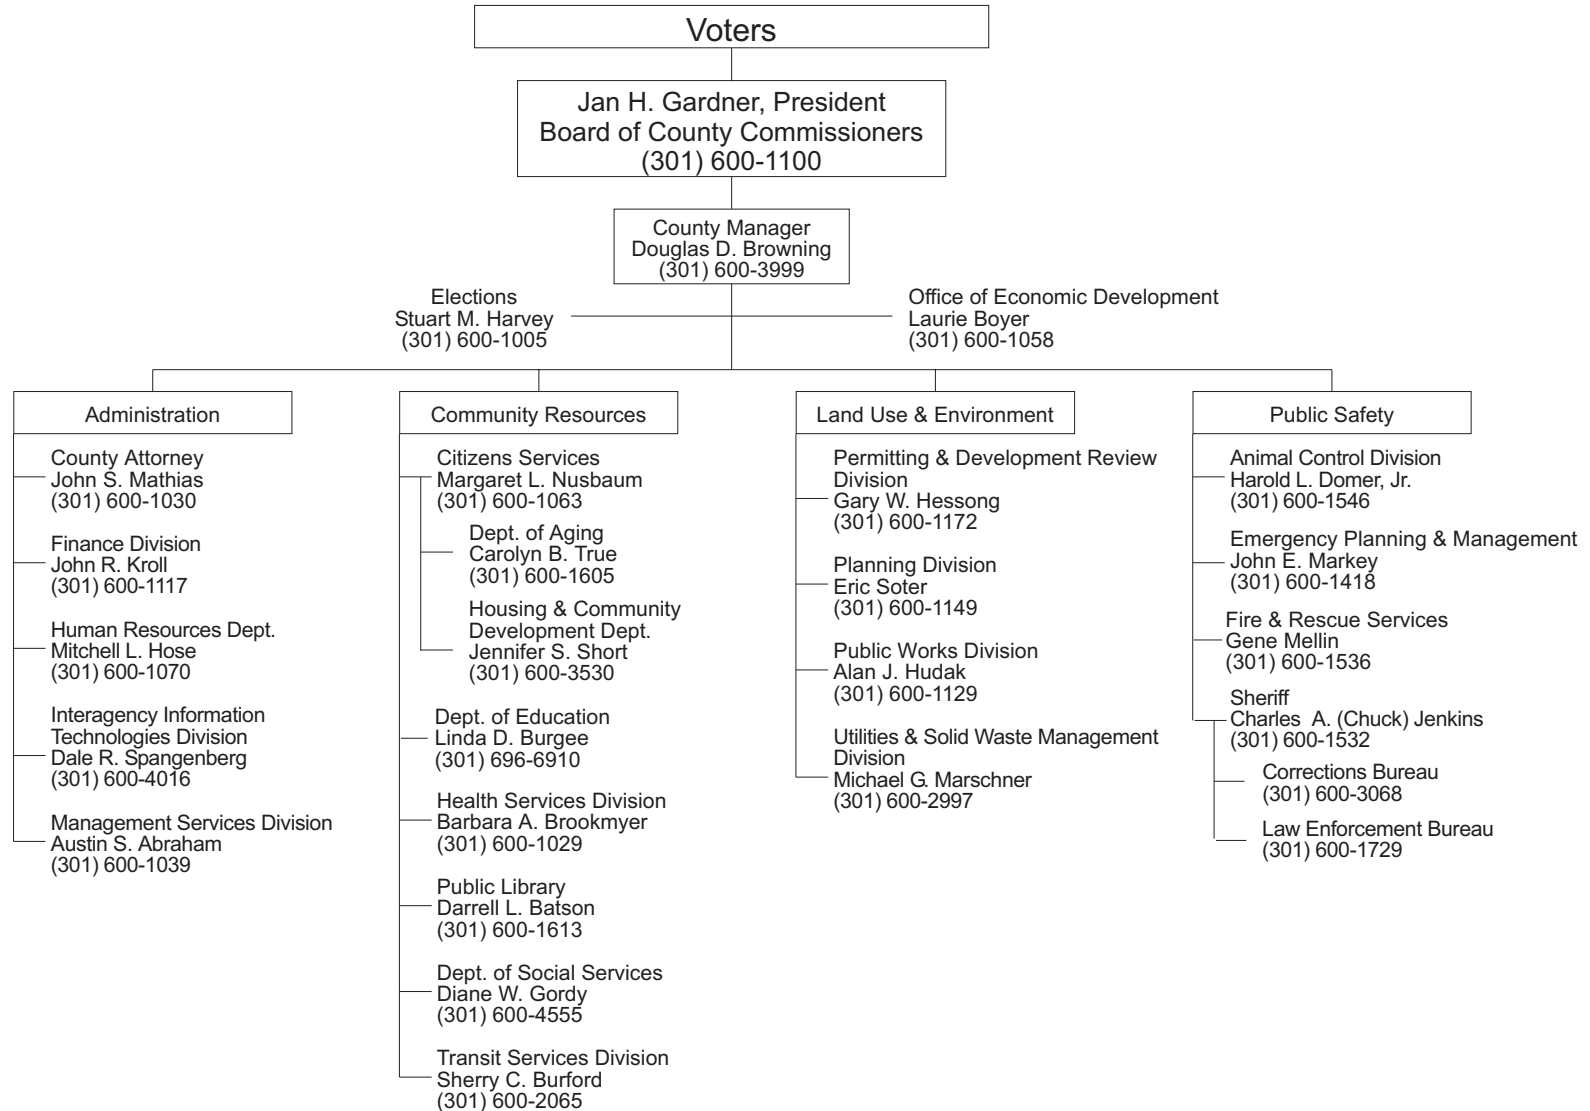 Voters
Jan H. Gardner, President
Board of County Commissioners
(301) 600-1100
County Manager
Douglas D. Browning
(301) 600-3999
Elections
Stuart M. Harvey
(301) 600-1005
Office of Economic Development
Laurie Boyer
(301) 600-1058
Administration
County Attorney
John S. Mathias
(301) 600-1030
Finance Division
John R. Kroll
(301) 600-1117
Human Resources Dept.
Mitchell L. Hose
(301) 600-1070
Interagency Information
Technologies Division
Dale R. Spangenberg
(301) 600-4016
Management Services Division
Austin S. Abraham
(301) 600-1039
Community Resources
Citizens Services
Margaret L. Nusbaum
(301) 600-1063
Dept. of Aging
Carolyn B. True
(301) 600-1605
Housing & Community
Development Dept.
Jennifer S. Short
(301) 600-3530
Dept. of Education
Linda D. Burgee
(301) 696-6910
Health Services Division
Barbara A. Brookmyer
(301) 600-1029
Public Library
Darrell L. Batson
(301) 600-1613
Dept. of Social Services
Diane W. Gordy
(301) 600-4555
Transit Services Division
Sherry C. Burford
(301) 600-2065
Land Use & Environment
Permitting & Development Review
Division
Gary W. Hessong
(301) 600-1172
Planning Division
Eric Soter
(301) 600-1149
Public Works Division
Alan J. Hudak
(301) 600-1129
Utilities & Solid Waste Management
Division
Michael G. Marschner
(301) 600-2997
Public Safety
Animal Control Division
Harold L. Domer, Jr.
(301) 600-1546
Emergency Planning & Management
John E. Markey
(301) 600-1418
Fire & Rescue Services
Gene Mellin
(301) 600-1536
Sheriff
Charles A. (Chuck) Jenkins
(301) 600-1532
Corrections Bureau
(301) 600-3068
Law Enforcement Bureau
(301) 600-1729